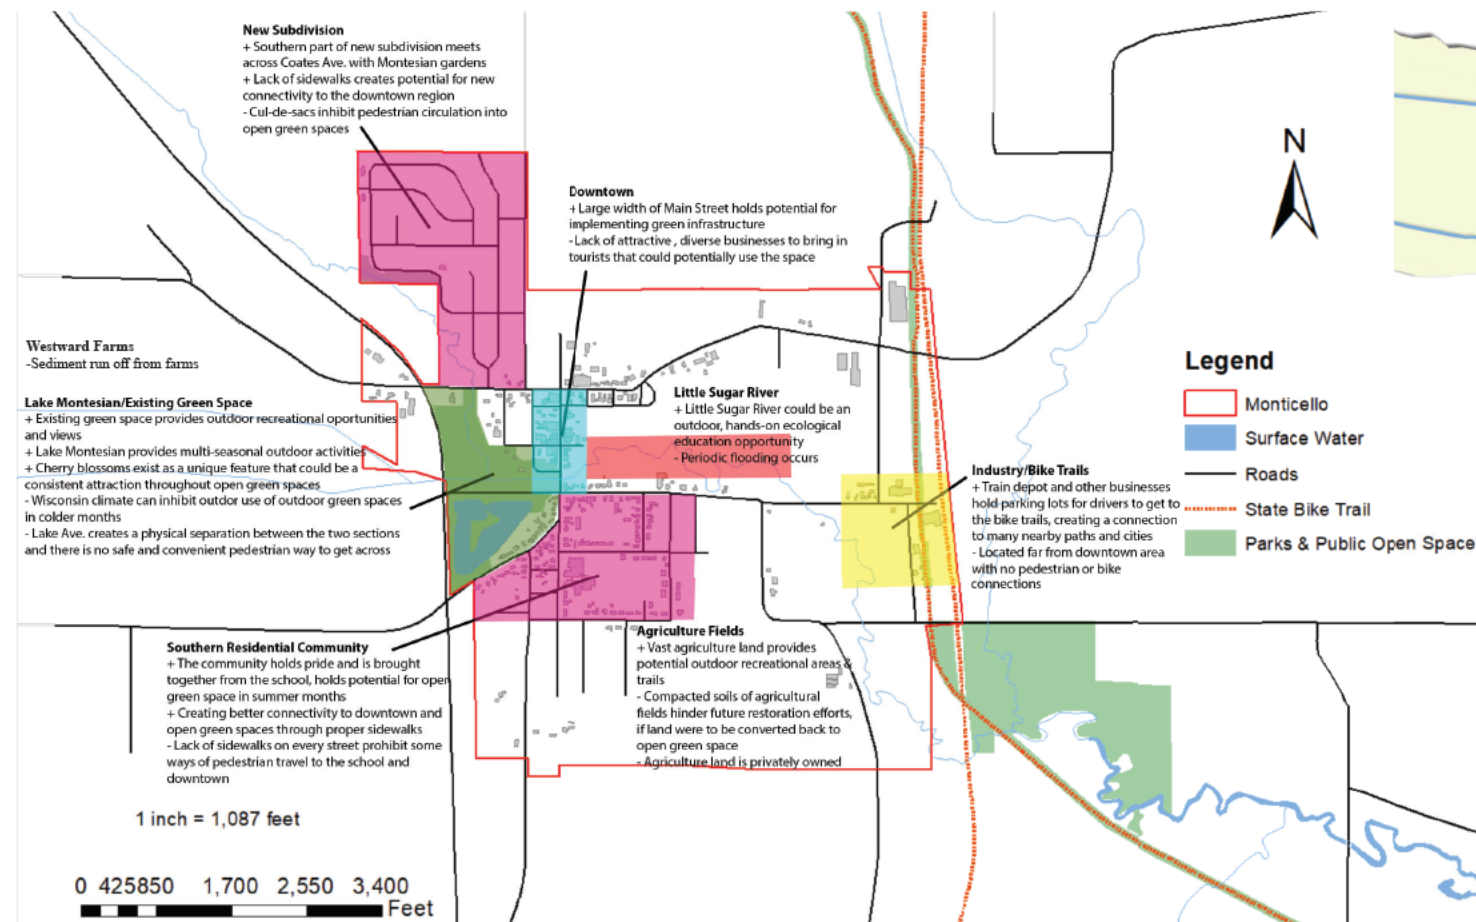 New Subdivision
+ Southern part of new subdivision meets
across Coates Ave. with Montesian gardens
+ Lack of sidewalks creates potential for new
connectivity to the downtown region
- Cul-de-sacs inhibit pedestrian circulation into
open green spaces
Downtown
+ Large width of Main Street holds potential for
implementing green infrastructure
- Lack of attractive , diverse businesses to bring in
tourists that could potentially use the space
N
Westward Farms
-Sediment run off from farms
Lake Montesian/Existing Green Space
+ Existing green space provides outdoor recreational oportunities
and views
+ Lake Montesian provides multi-seasonal outdoor activities
+ Cherry blossoms exist as a unique feature that could be a
consistent attraction throughout open green spaces
- Wisconsin climate can inhibit outdor use of outdoor green spaces
in colder months
- Lake Ave. creates a physical separation between the two sections
and there is no safe and convenient pedestrian way to get across
Little Sugar River
+ Little Sugar River could be an
outdoor, hands-on ecological
education opportunity
- Periodic flooding occurs
Industry/Bike Trails
+ Train depot and other businesses
hold parking lots for drivers to get to
the bike trails, creating a connection
to many nearby paths and cities
- Located far from downtown area
with no pedestrian or bike
connections
Legend
Monticello
Surface Water
Roads
State Bike Trail
Parks & Public Open Space
Southern Residential Community
+ The community holds pride and is brought
together from the school, holds potential for open
green space in summer months
+ Creating better connectivity to downtown and
open green spaces through proper sidewalks
- Lack of sidewalks on every street prohibit some
ways of pedestrian travel to the school and
downtown
Agriculture Fields
+ Vast agriculture land provides
potential outdoor recreational areas &
trails
- Compacted soils of agricultural
fields hinder future restoration efforts,
if land were to be converted back to
open green space
- Agriculture land is privately owned
1 inch = 1,087 feet
0 425850 1,700 2,550 3,400
Feet